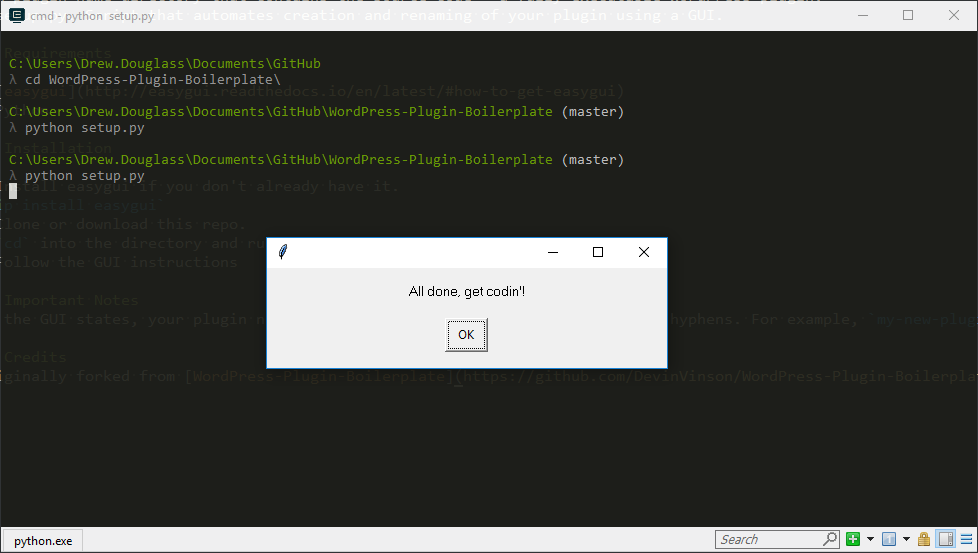 cmd - python setup.py
that automates creation and renaming of your plugin using a GUI.
Requirements
C:\Users\Drew.Douglass\Documents\GitHub
λ cd WordPress-Plugin-Boilerplate\
easygui](http://easygui.readthedocs.io/en/latest/#how-to-get-easygui)
C:\Users\Drew.Douglass\Documents\GitHub\WordPress-Plugin-Boilerplate (master)
λ python setup.py
Installation
C:\Users\Drew.Douglass\Documents\GitHub\WordPress-Plugin-Boilerplate (master)
λ python setup.py
install easygui if you don't already have it.
install easygui`
lone or download this repo.
cd` into the directory and ru
ollow the GUI instructions
All done, get codin'!
Important Notes
the GUI states, your plugin n hyphens. For example, `my-new-plug
OK
Credits
iginally forked from [WordPress-Plugin-Boilerplate](https://github.com/DevinVinson/WordPress-Plugin-Boilerpla
python.exe
Search